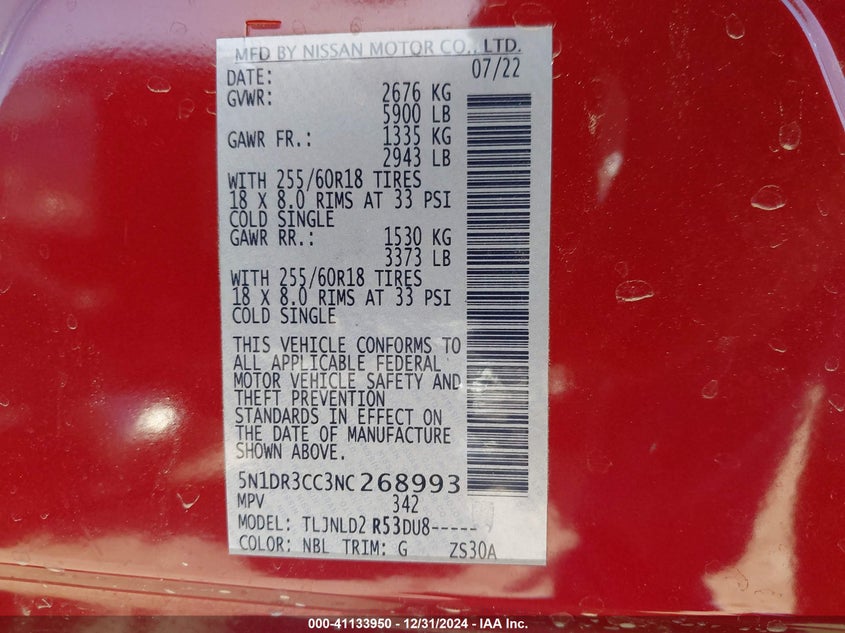 MFD BY NISSAN MOTOR CO., LTD.
DATE: 07/22
GVWR: 2676 KG
5900 LB
GAWR FR.: 1335 KG
2943 LB
WITH 255/60R18 TIRES
18 X 8.0 RIMS AT 33 PSI
COLD SINGLE
GAWR RR.: 1530 KG
3373 LB
WITH 255/60R18 TIRES
18 X 8.0 RIMS AT 33 PSI
COLD SINGLE
THIS VEHICLE CONFORMS TO
ALL APPLICABLE FEDERAL
MOTOR VEHICLE SAFETY AND
THEFT PREVENTION
STANDARDS IN EFFECT ON
THE DATE OF MANUFACTURE
SHOWN ABOVE.
5N1DR3CC3NC268993
MPV 342
MODEL: TLJNLD2 R53DU8-----
COLOR: NBL TRIM: G ZS30A
000-41133950 - 12/31/2024 - IAA Inc.